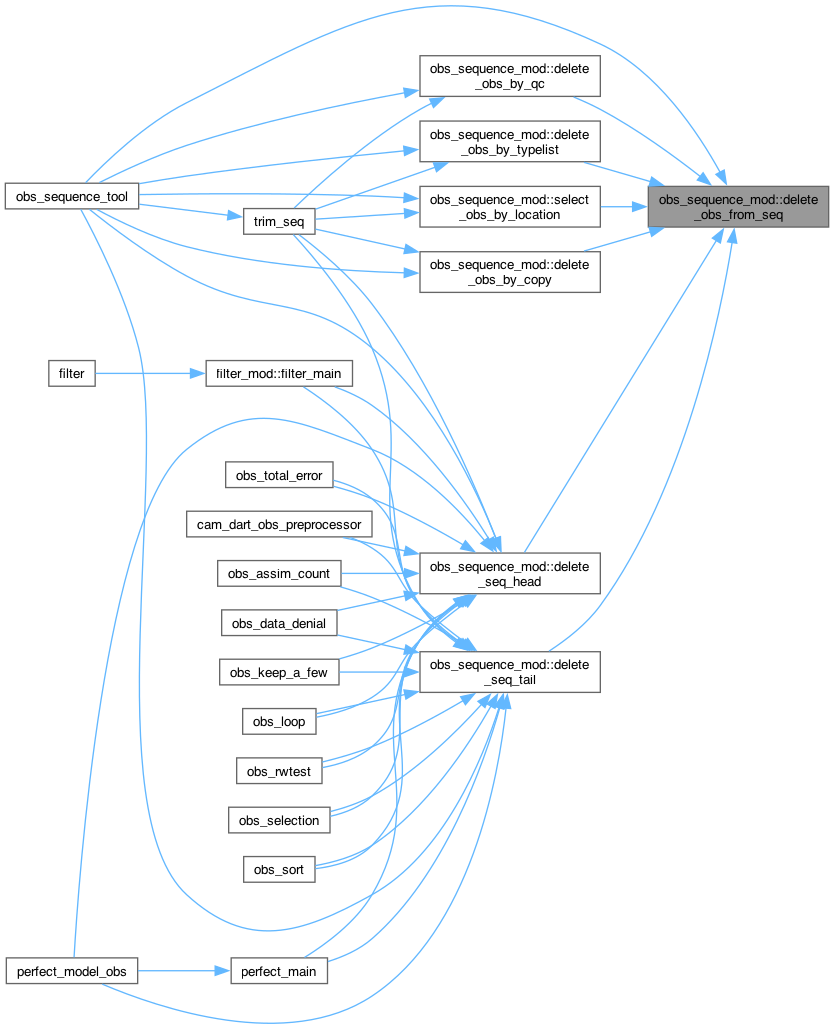 obs_sequence_mod::delete
_obs_by_qc
obs_sequence_mod::delete
_obs_by_typelist
obs_sequence_tool
trim_seq
obs_sequence_mod::select
_obs_by_location
obs_sequence_mod::delete
_obs_from_seq
obs_sequence_mod::delete
_obs_by_copy
filter
filter_mod::filter_main
obs_total_error
cam_dart_obs_preprocessor
obs_assim_count
obs_sequence_mod::delete
_seq_head
obs_data_denial
obs_keep_a_few
obs_sequence_mod::delete
_seq_tail
obs_loop
obs_rwtest
obs_selection
obs_sort
perfect_model_obs
perfect_main